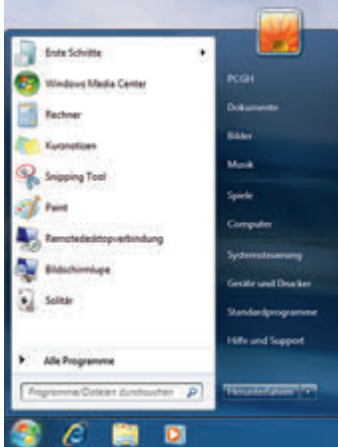 Erste Schritte
Windows Media Center
Rechner
Kurznotizen
Snipping Tool
Paint
Remotedesktopverbindung
Bildschirmlupe
Solitär
Alle Programme
Programme/Dateien durchsuchen
PCGH
Dokumente
Bilder
Musik
Spiele
Computer
Systemsteuerung
Geräte und Drucker
Standardprogramme
Hilfe und Support
Herunterfahren